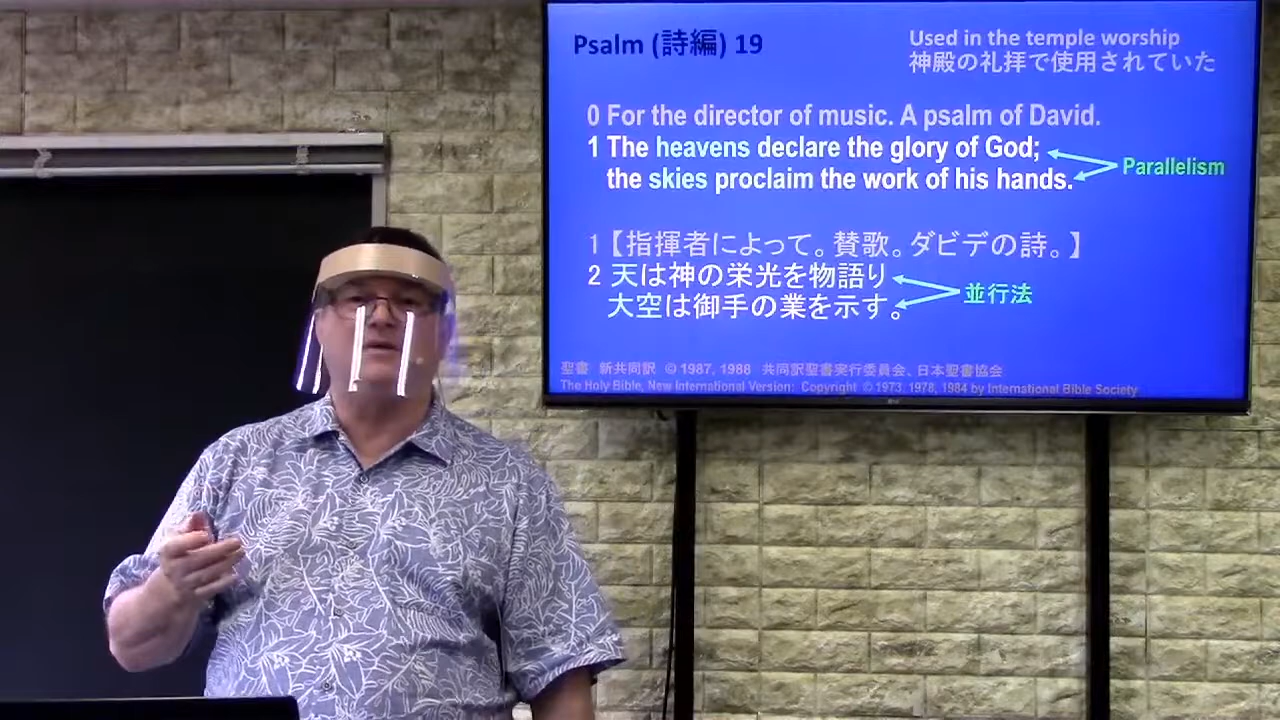 Psalm (詩編) 19
Used in the temple worship
神殿の礼拝で使用されていた
0 For the director of music. A psalm of David.
1 The heavens declare the glory of God;
the skies proclaim the work of his hands.
Parallelism
1【指揮者によって。賛歌。ダビデの詩。】
2 天は神の栄光を物語り
大空は御手の業を示す。
並行法
聖書 新共同訳 © 1987, 1988 共同訳聖書実行委員会、日本聖書協会
The Holy Bible, New International Version: Copyright © 1973, 1978, 1984 by International Bible Society